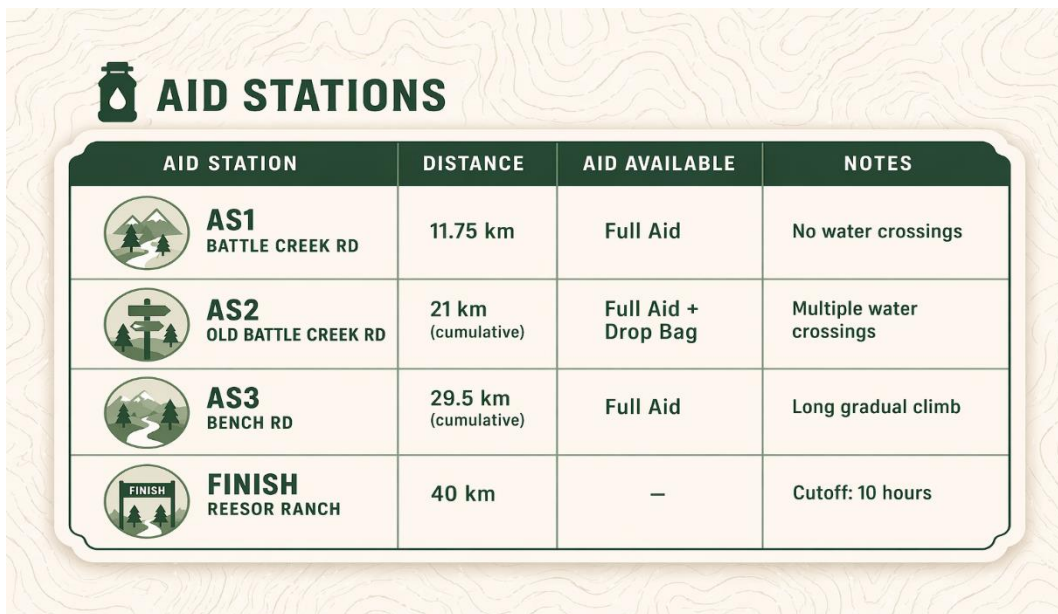 AID STATIONS
AID STATION DISTANCE AID AVAILABLE NOTES
AS1
BATTLE CREEK RD
11.75 km
Full Aid
No water crossings
AS2
OLD BATTLE CREEK RD
21 km
(cumulative)
Full Aid +
Drop Bag
Multiple water
crossings
AS3
BENCH RD
29.5 km
(cumulative)
Full Aid
Long gradual climb
FINISH
FINISH
REESOR RANCH
40 km
–
Cutoff: 10 hours